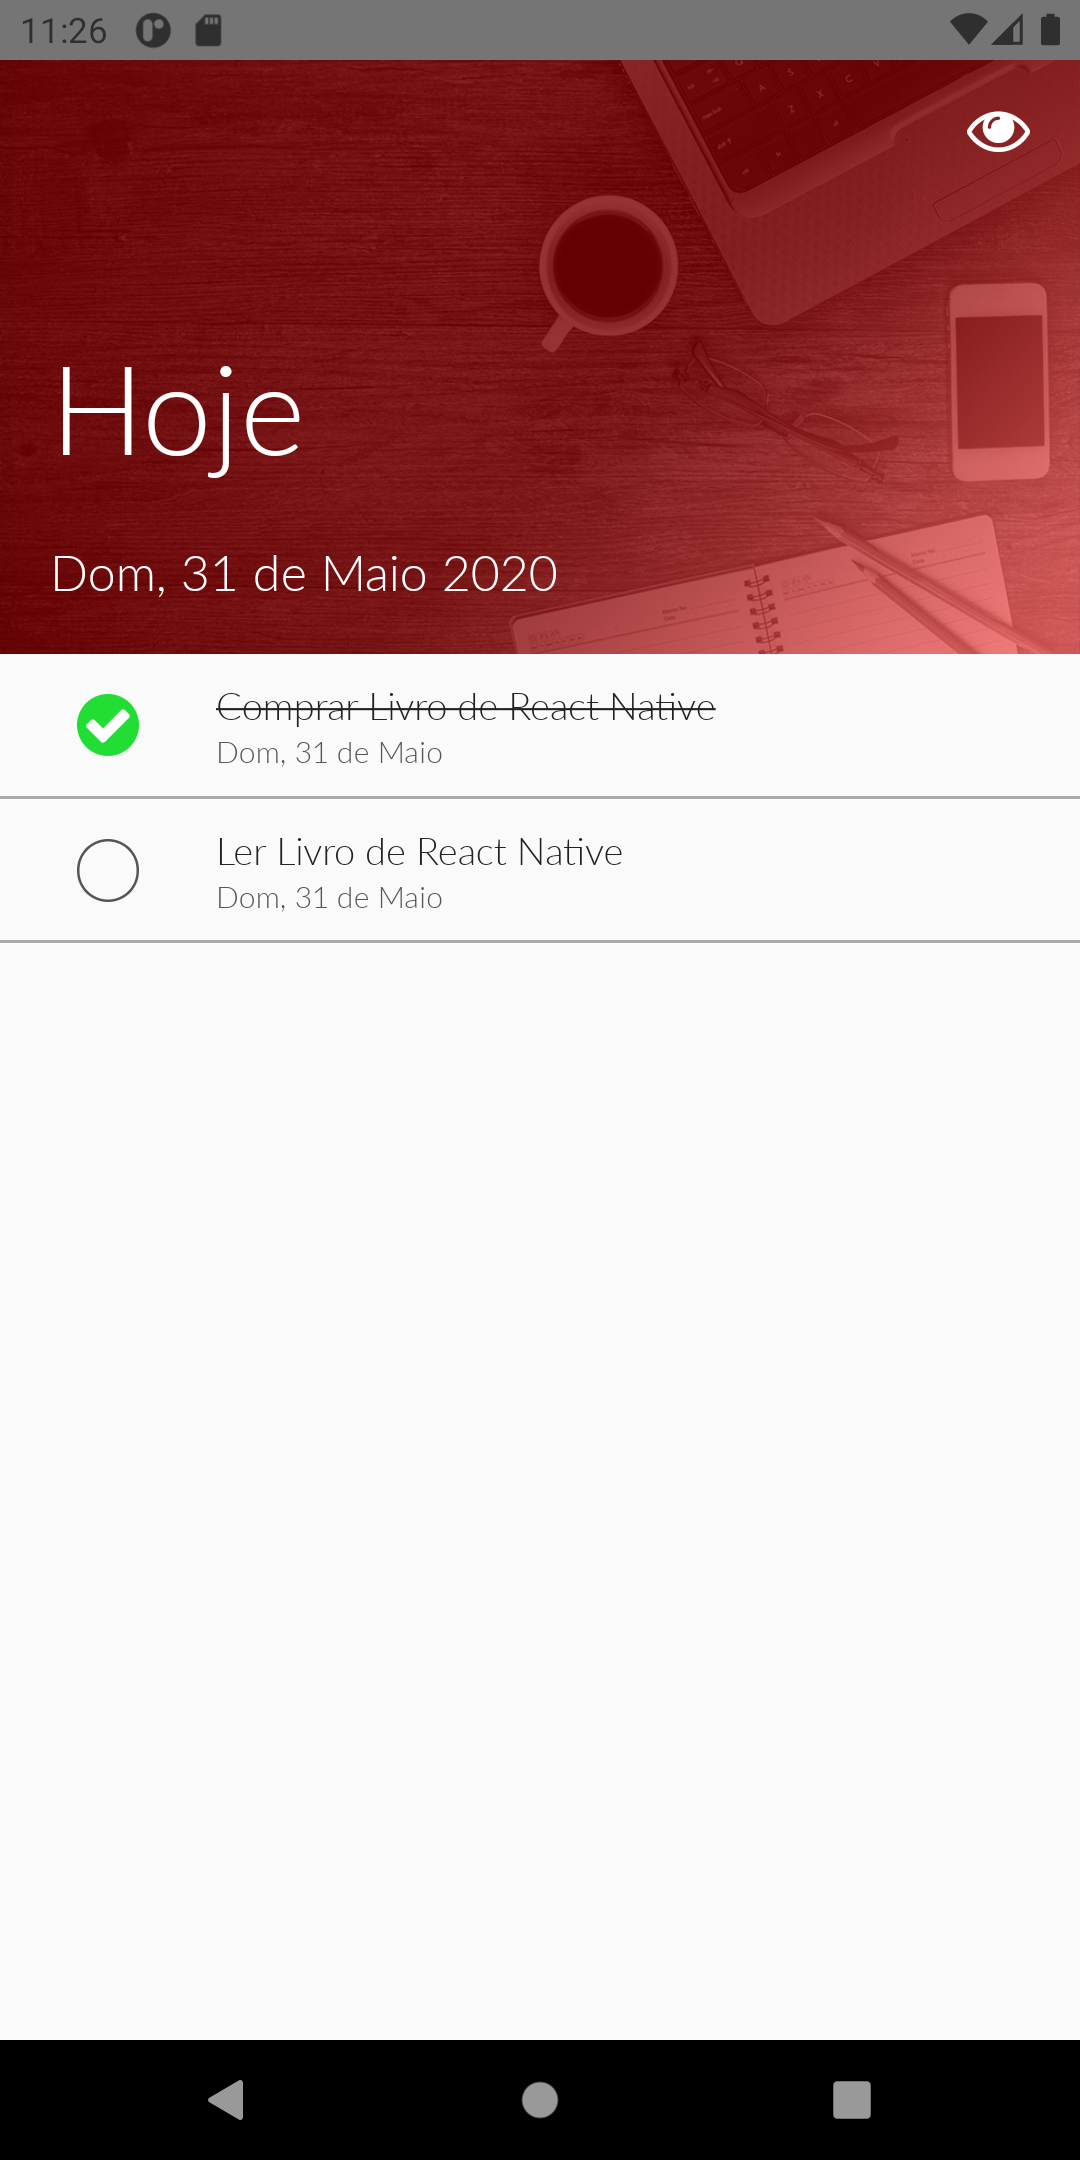 11:26
Hoje
Dom, 31 de Maio 2020
Comprar Livro de React Native
Dom, 31 de Maio
Ler Livro de React Native
Dom, 31 de Maio